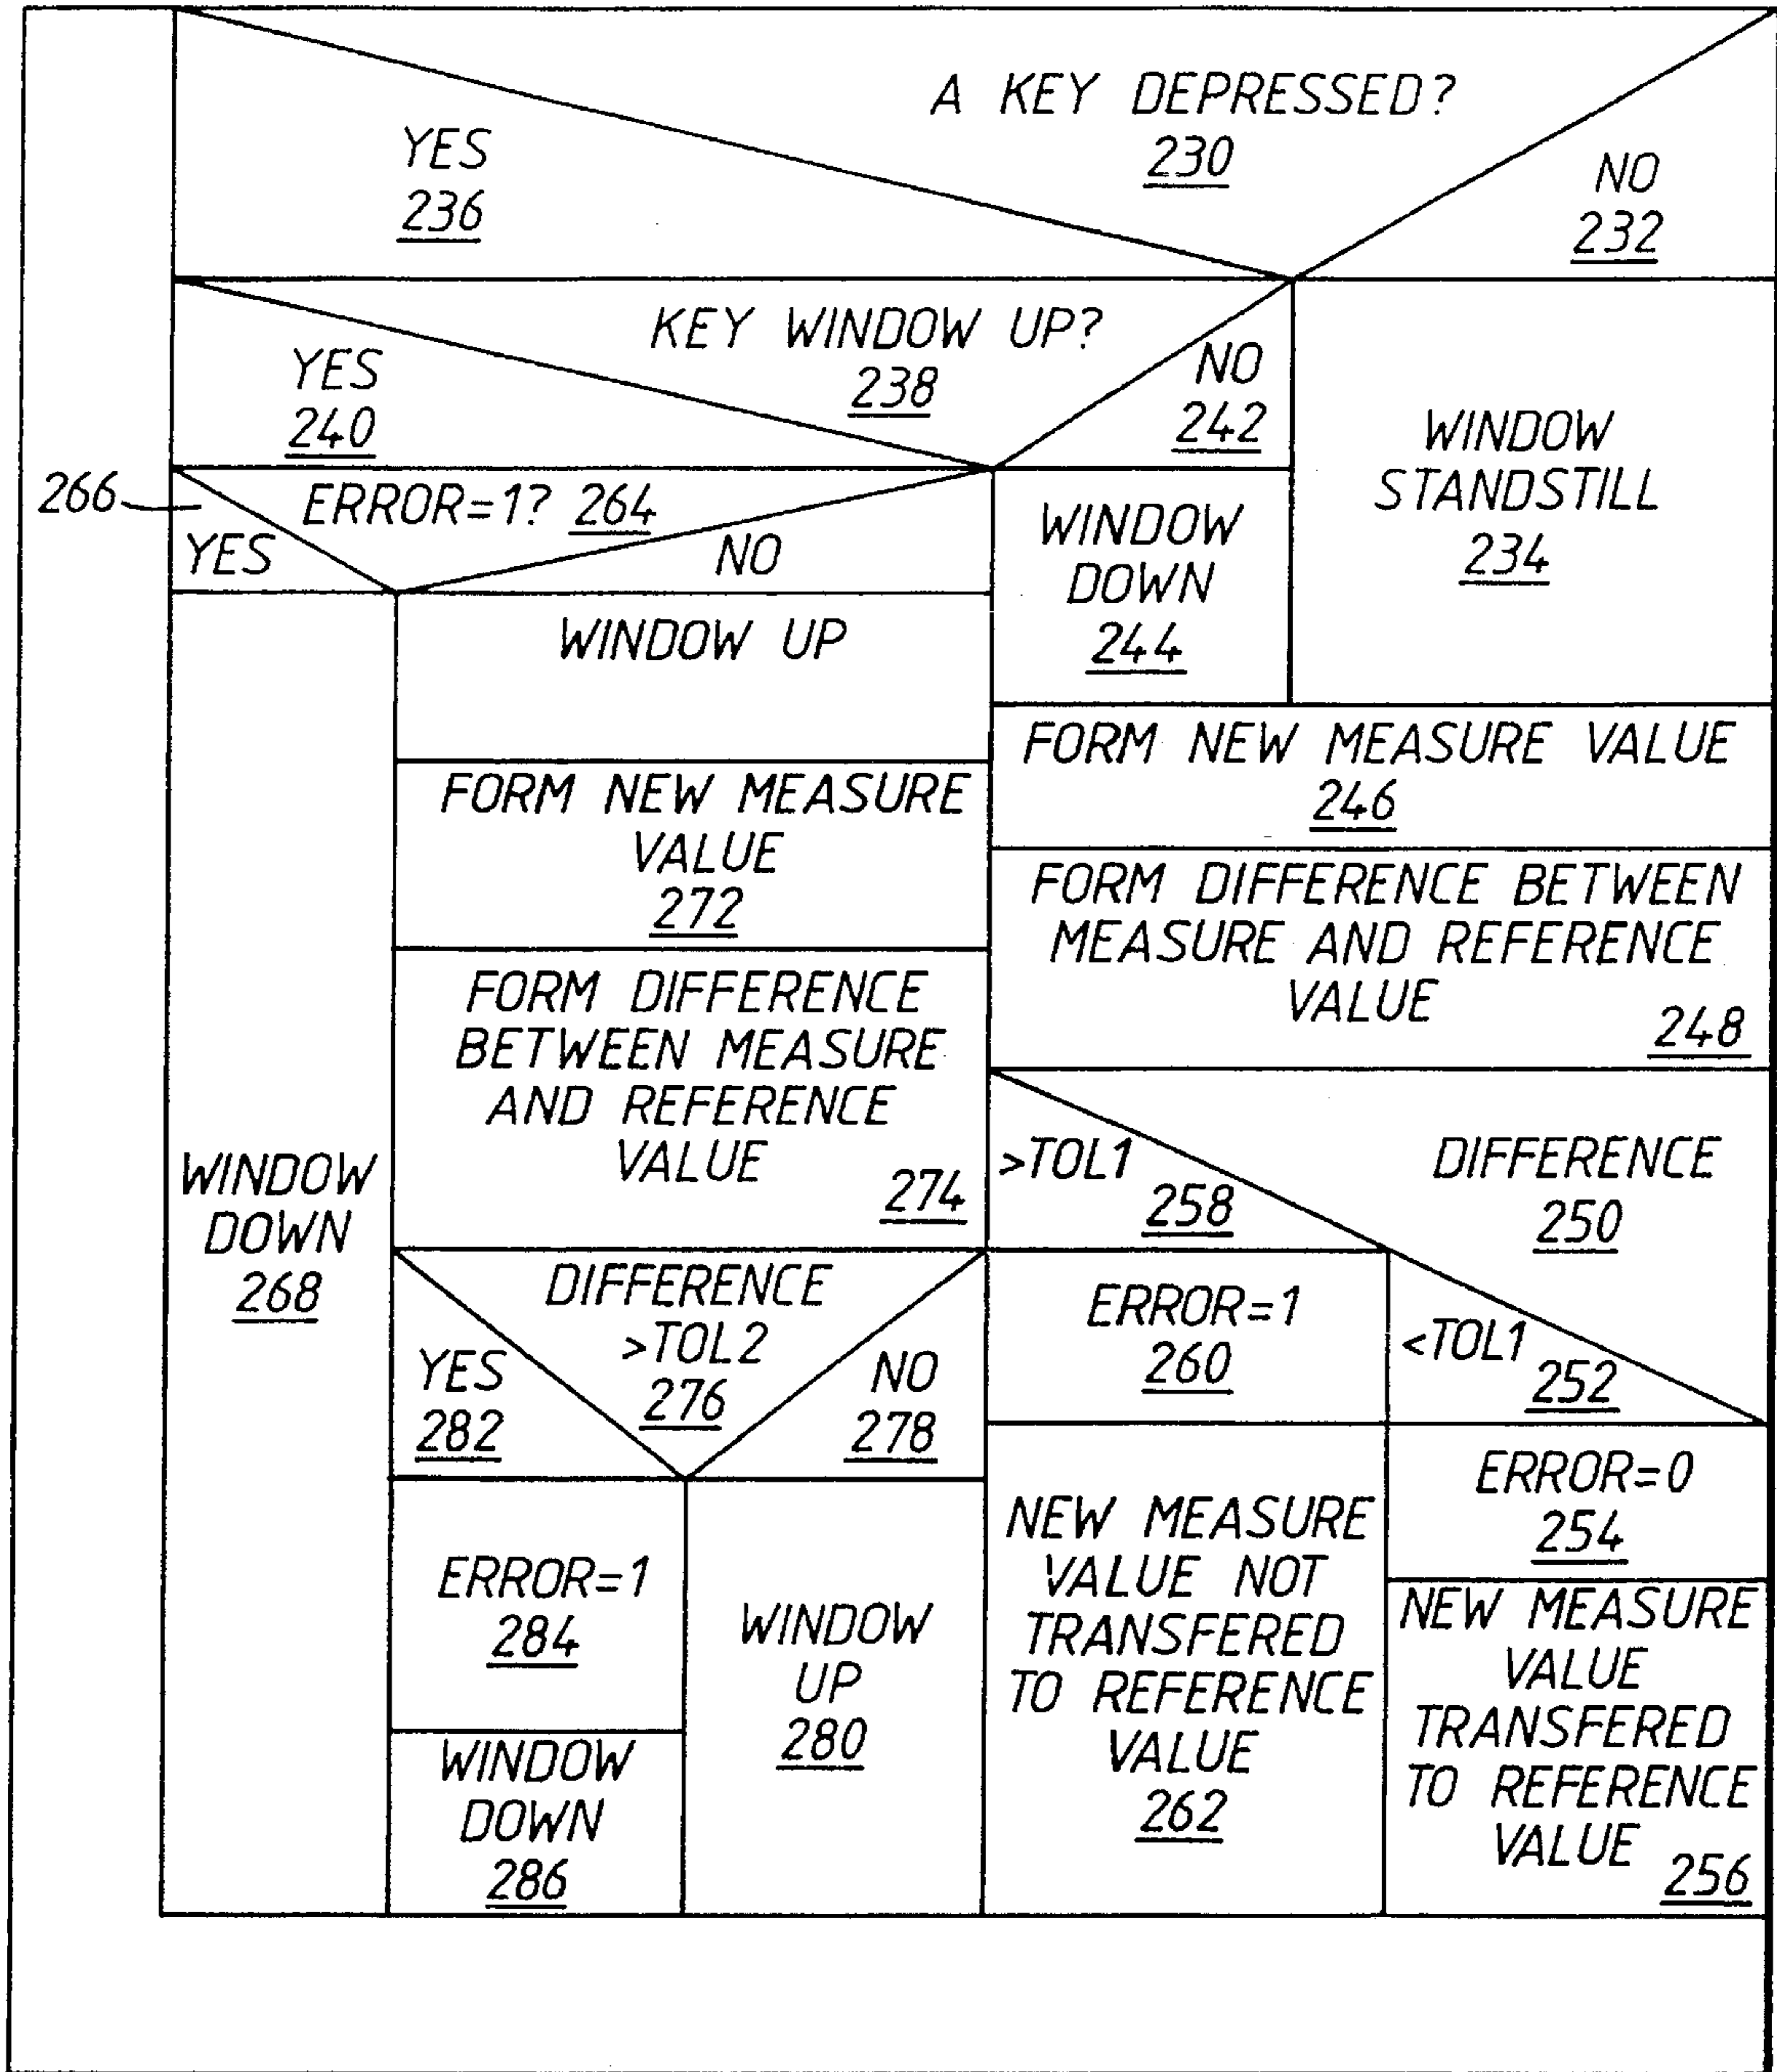 A KEY DEPRESSED?
230
YES
236
NO
232
KEY WINDOW UP?
238
YES
240
NO
242
WINDOW
STANDSTILL
234
266
ERROR=1? 264
YES
NO
WINDOW
DOWN
244
WINDOW UP
FORM NEW MEASURE VALUE
246
FORM NEW MEASURE
VALUE
272
FORM DIFFERENCE BETWEEN
MEASURE AND REFERENCE
VALUE
248
FORM DIFFERENCE
BETWEEN MEASURE
AND REFERENCE
VALUE
274
WINDOW
DOWN
268
>TOL1
258
DIFFERENCE
250
DIFFERENCE
>TOL2
276
YES
282
NO
278
ERROR=1
260
<TOL1
252
ERROR=0
254
ERROR=1
284
WINDOW
UP
280
NEW MEASURE
VALUE NOT
TRANSFERED
TO REFERENCE
VALUE
262
NEW MEASURE
VALUE
TRANSFERED
TO REFERENCE
VALUE
256
WINDOW
DOWN
286